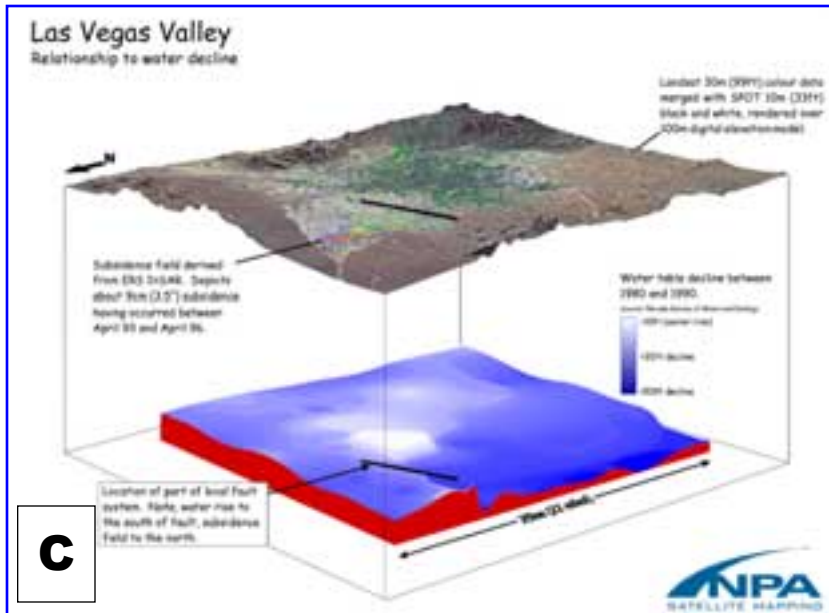 Las Vegas Valley
Relationship to water decline
Landsat 30m (99ft) colour data
merged with SPOT 10m (33ft)
black and white, rendered over
100m digital elevation model
N
Subsidence field derived
from ERS InSAR. Depicts
about 9cm (3.5") subsidence
having occurred between
April 93 and April 96.
Water table decline between
1980 and 1990.
decline
decline
Location of part of local fault
system. Note, water rise to
the south of fault, subsidence
field to the north.
C
NPA
SATELLITE MAPPING